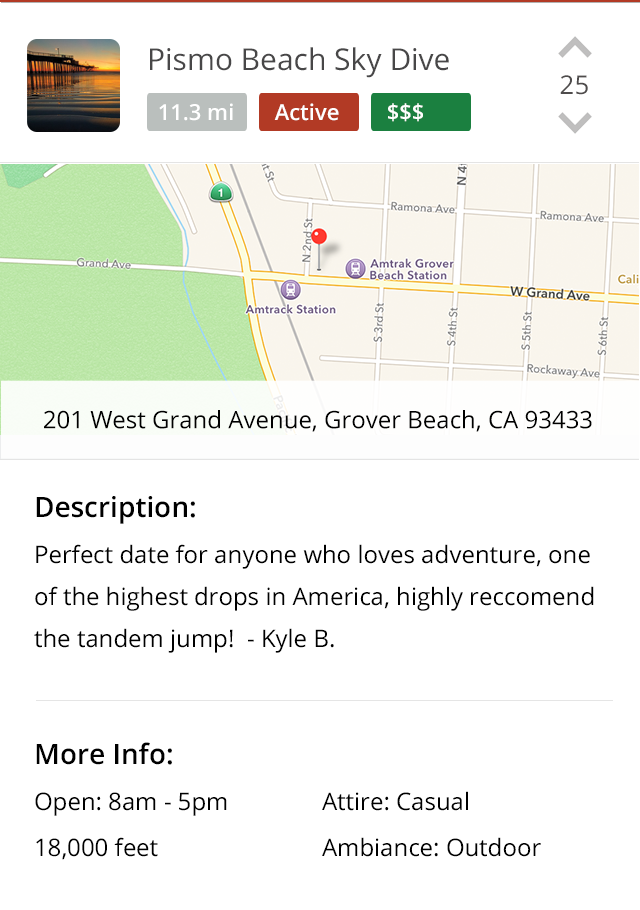 Pismo Beach Sky Dive
25
11.3 mi
Active
$$$
1
N 4
Ramona Ave
Ramona Ave
N 2nd St
Grand Ave
Amtrak Grover
Beach Station
Amtrack Station
Cali
W Grand Ave
S 3rd St
S 4th St
S 5th St
S 6th St
Rockaway Ave
201 West Grand Avenue, Grover Beach, CA 93433
Description:
Perfect date for anyone who loves adventure, one
of the highest drops in America, highly reccomend
the tandem jump!  - Kyle B.
More Info:
Open: 8am - 5pm
Attire: Casual
18,000 feet
Ambiance: Outdoor